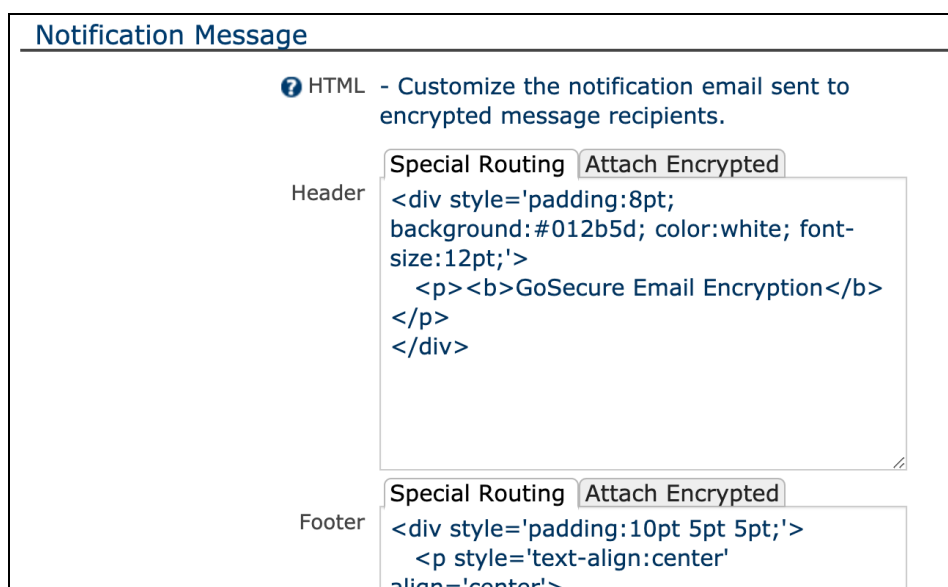 Notification Message
? HTML - Customize the notification email sent to
encrypted message recipients.
Special Routing Attach Encrypted
Header
<div style='padding:8pt;
background:#012b5d; color:white; font-
size:12pt;'>
<p><b>GoSecure Email Encryption</b>
</p>
</div>
Special Routing Attach Encrypted
Footer
<div style='padding:10pt 5pt 5pt;'>
<p style='text-align:center'
align='center'>